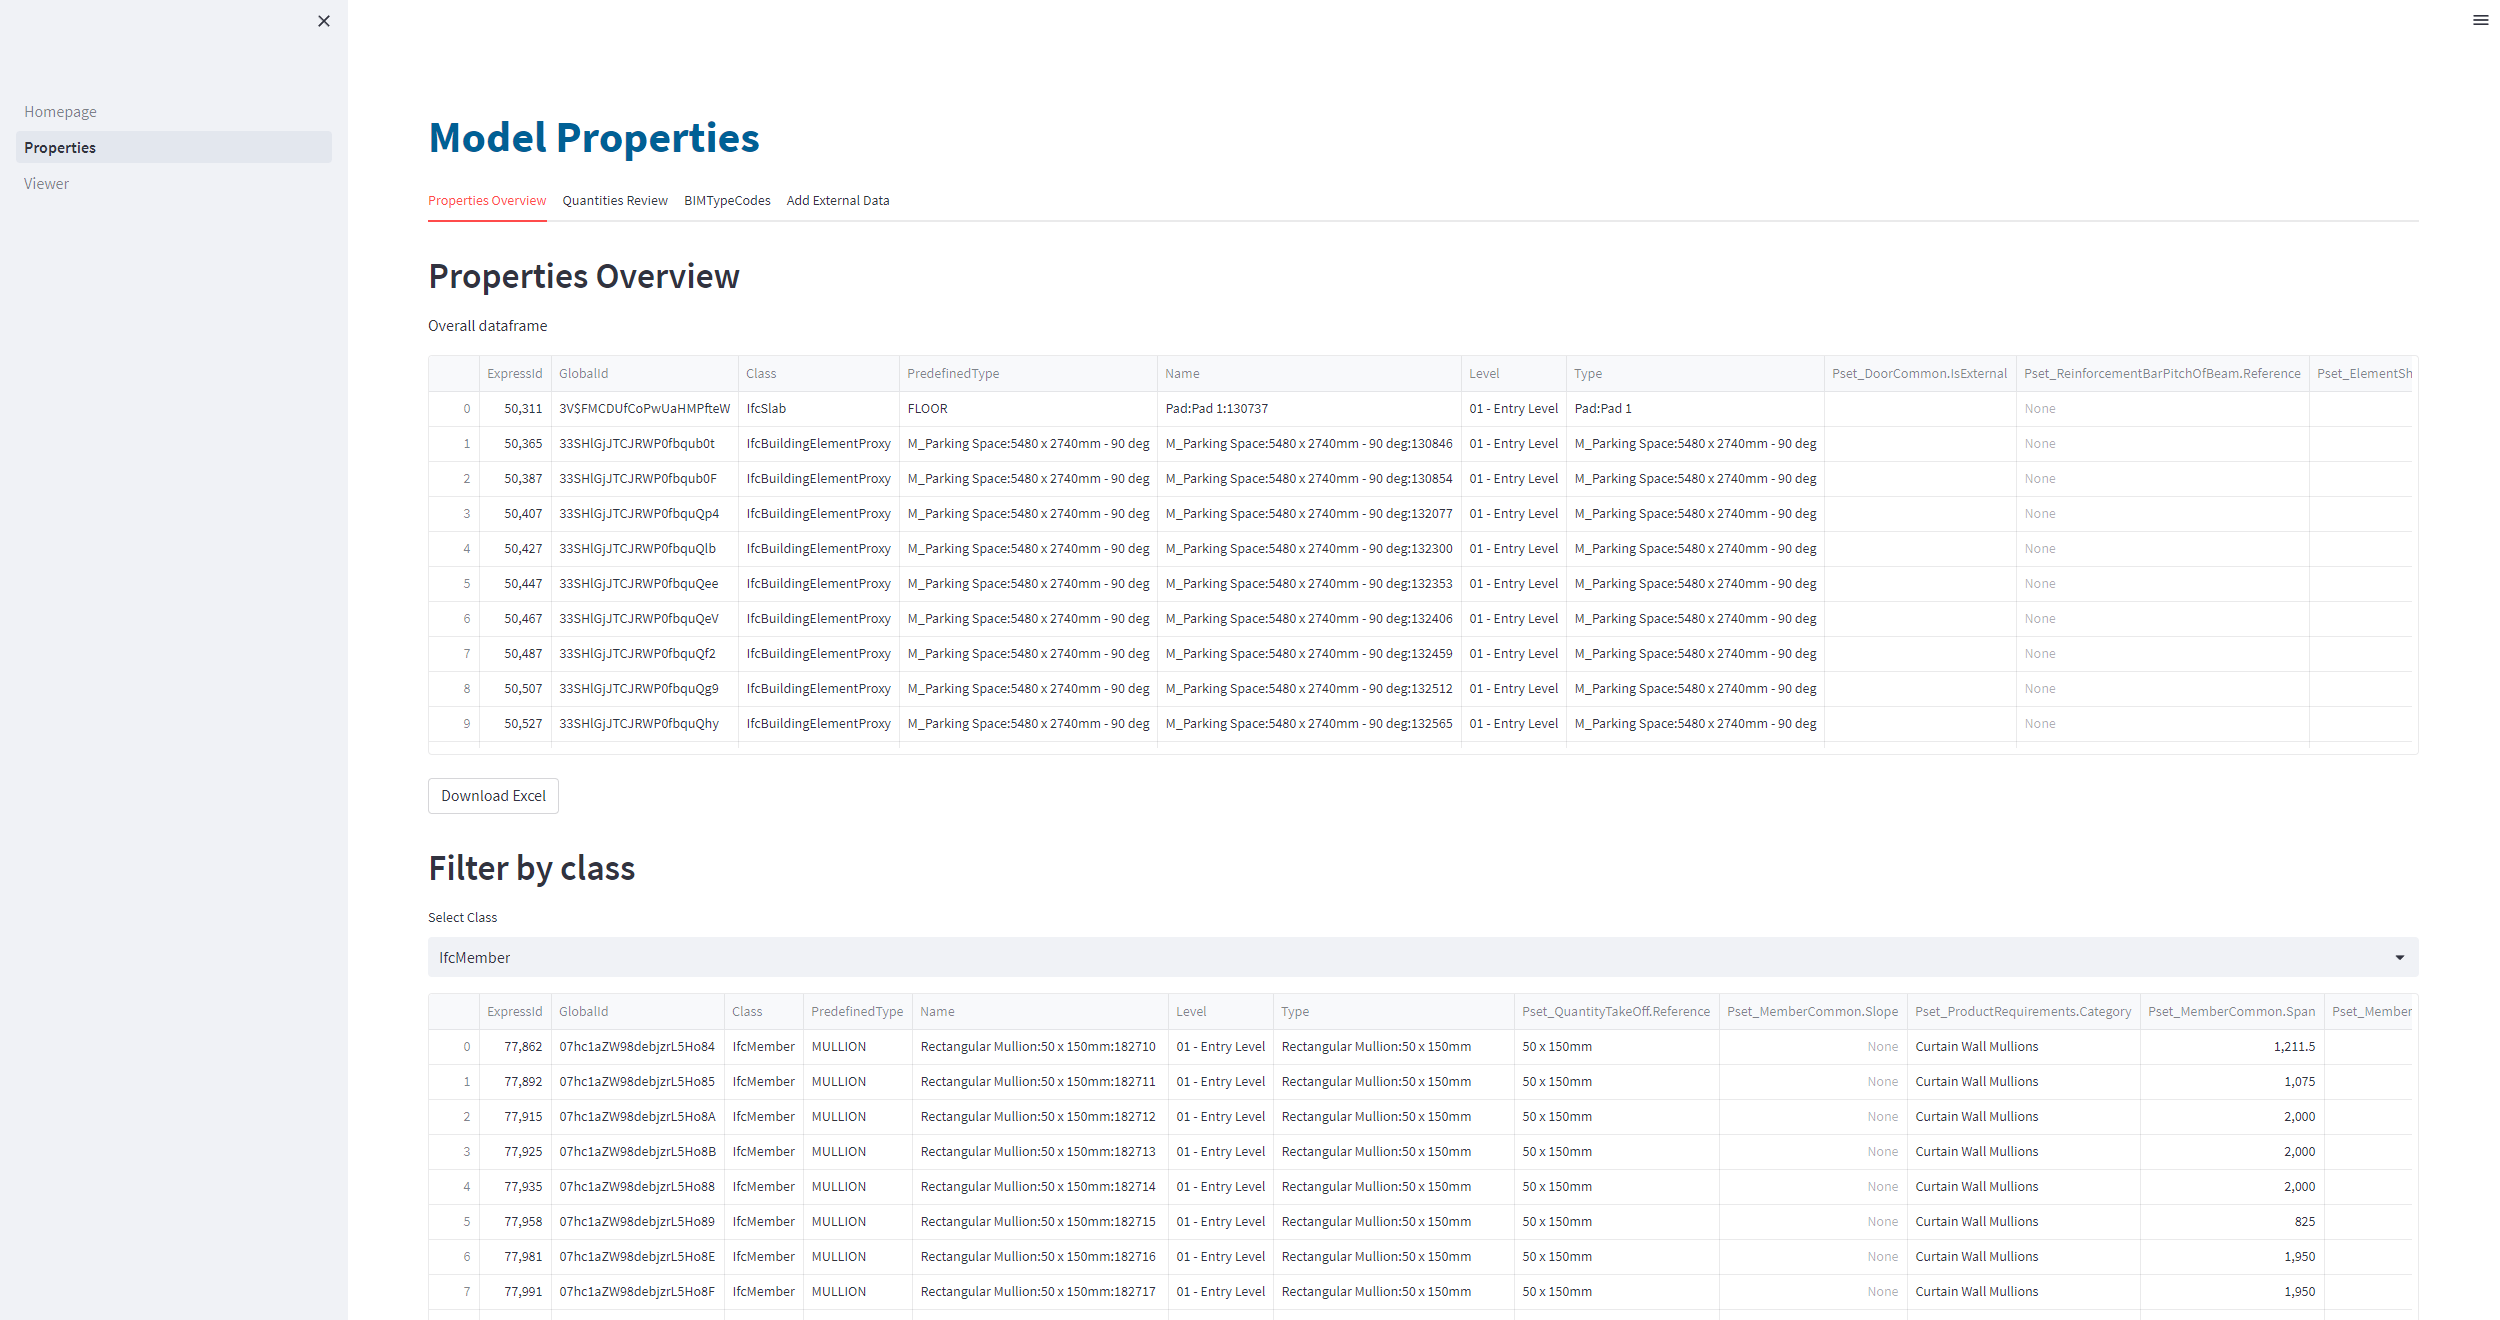 Homepage
Properties
Viewer
Model Properties
Properties Overview Quantities Review BIMTypeCodes Add External Data
Properties Overview
Overall dataframe
ExpressId GlobalId Class PredefinedType Name Level Type Pset_DoorCommon.IsExternal Pset_ReinforcementBarPitchOfBeam.Reference Pset_ElementSh
0 50,311 3V$FMCDUfCoPwUaHMPfteW IfcSlab FLOOR Pad:Pad 1:130737 01 - Entry Level Pad:Pad 1 None
1 50,365 33SHlGjJTCJRWP0fbqub0t IfcBuildingElementProxy M_Parking Space:5480 x 2740mm - 90 deg M_Parking Space:5480 x 2740mm - 90 deg:130846 01 - Entry Level M_Parking Space:5480 x 2740mm - 90 deg None
2 50,387 33SHlGjJTCJRWP0fbqub0F IfcBuildingElementProxy M_Parking Space:5480 x 2740mm - 90 deg M_Parking Space:5480 x 2740mm - 90 deg:130854 01 - Entry Level M_Parking Space:5480 x 2740mm - 90 deg None
3 50,407 33SHlGjJTCJRWP0fbquQp4 IfcBuildingElementProxy M_Parking Space:5480 x 2740mm - 90 deg M_Parking Space:5480 x 2740mm - 90 deg:132077 01 - Entry Level M_Parking Space:5480 x 2740mm - 90 deg None
4 50,427 33SHlGjJTCJRWP0fbquQlb IfcBuildingElementProxy M_Parking Space:5480 x 2740mm - 90 deg M_Parking Space:5480 x 2740mm - 90 deg:132300 01 - Entry Level M_Parking Space:5480 x 2740mm - 90 deg None
5 50,447 33SHlGjJTCJRWP0fbquQee IfcBuildingElementProxy M_Parking Space:5480 x 2740mm - 90 deg M_Parking Space:5480 x 2740mm - 90 deg:132353 01 - Entry Level M_Parking Space:5480 x 2740mm - 90 deg None
6 50,467 33SHlGjJTCJRWP0fbquQeV IfcBuildingElementProxy M_Parking Space:5480 x 2740mm - 90 deg M_Parking Space:5480 x 2740mm - 90 deg:132406 01 - Entry Level M_Parking Space:5480 x 2740mm - 90 deg None
7 50,487 33SHlGjJTCJRWP0fbquQf2 IfcBuildingElementProxy M_Parking Space:5480 x 2740mm - 90 deg M_Parking Space:5480 x 2740mm - 90 deg:132459 01 - Entry Level M_Parking Space:5480 x 2740mm - 90 deg None
8 50,507 33SHlGjJTCJRWP0fbquQg9 IfcBuildingElementProxy M_Parking Space:5480 x 2740mm - 90 deg M_Parking Space:5480 x 2740mm - 90 deg:132512 01 - Entry Level M_Parking Space:5480 x 2740mm - 90 deg None
9 50,527 33SHlGjJTCJRWP0fbquQhy IfcBuildingElementProxy M_Parking Space:5480 x 2740mm - 90 deg M_Parking Space:5480 x 2740mm - 90 deg:132565 01 - Entry Level M_Parking Space:5480 x 2740mm - 90 deg None
Download Excel
Filter by class
Select Class
IfcMember
ExpressId GlobalId Class PredefinedType Name Level Type Pset_QuantityTakeOff.Reference Pset_MemberCommon.Slope Pset_ProductRequirements.Category Pset_MemberCommon.Span Pset_Member
0 77,862 07hc1aZW98debjzrL5Ho84 IfcMember MULLION Rectangular Mullion:50 x 150mm:182710 01 - Entry Level Rectangular Mullion:50 x 150mm 50 x 150mm None Curtain Wall Mullions 1,211.5
1 77,892 07hc1aZW98debjzrL5Ho85 IfcMember MULLION Rectangular Mullion:50 x 150mm:182711 01 - Entry Level Rectangular Mullion:50 x 150mm 50 x 150mm None Curtain Wall Mullions 1,075
2 77,915 07hc1aZW98debjzrL5Ho8A IfcMember MULLION Rectangular Mullion:50 x 150mm:182712 01 - Entry Level Rectangular Mullion:50 x 150mm 50 x 150mm None Curtain Wall Mullions 2,000
3 77,925 07hc1aZW98debjzrL5Ho8B IfcMember MULLION Rectangular Mullion:50 x 150mm:182713 01 - Entry Level Rectangular Mullion:50 x 150mm 50 x 150mm None Curtain Wall Mullions 2,000
4 77,935 07hc1aZW98debjzrL5Ho88 IfcMember MULLION Rectangular Mullion:50 x 150mm:182714 01 - Entry Level Rectangular Mullion:50 x 150mm 50 x 150mm None Curtain Wall Mullions 2,000
5 77,958 07hc1aZW98debjzrL5Ho89 IfcMember MULLION Rectangular Mullion:50 x 150mm:182715 01 - Entry Level Rectangular Mullion:50 x 150mm 50 x 150mm None Curtain Wall Mullions 825
6 77,981 07hc1aZW98debjzrL5Ho8E IfcMember MULLION Rectangular Mullion:50 x 150mm:182716 01 - Entry Level Rectangular Mullion:50 x 150mm 50 x 150mm None Curtain Wall Mullions 1,950
7 77,991 07hc1aZW98debjzrL5Ho8F IfcMember MULLION Rectangular Mullion:50 x 150mm:182717 01 - Entry Level Rectangular Mullion:50 x 150mm 50 x 150mm None Curtain Wall Mullions 1,950